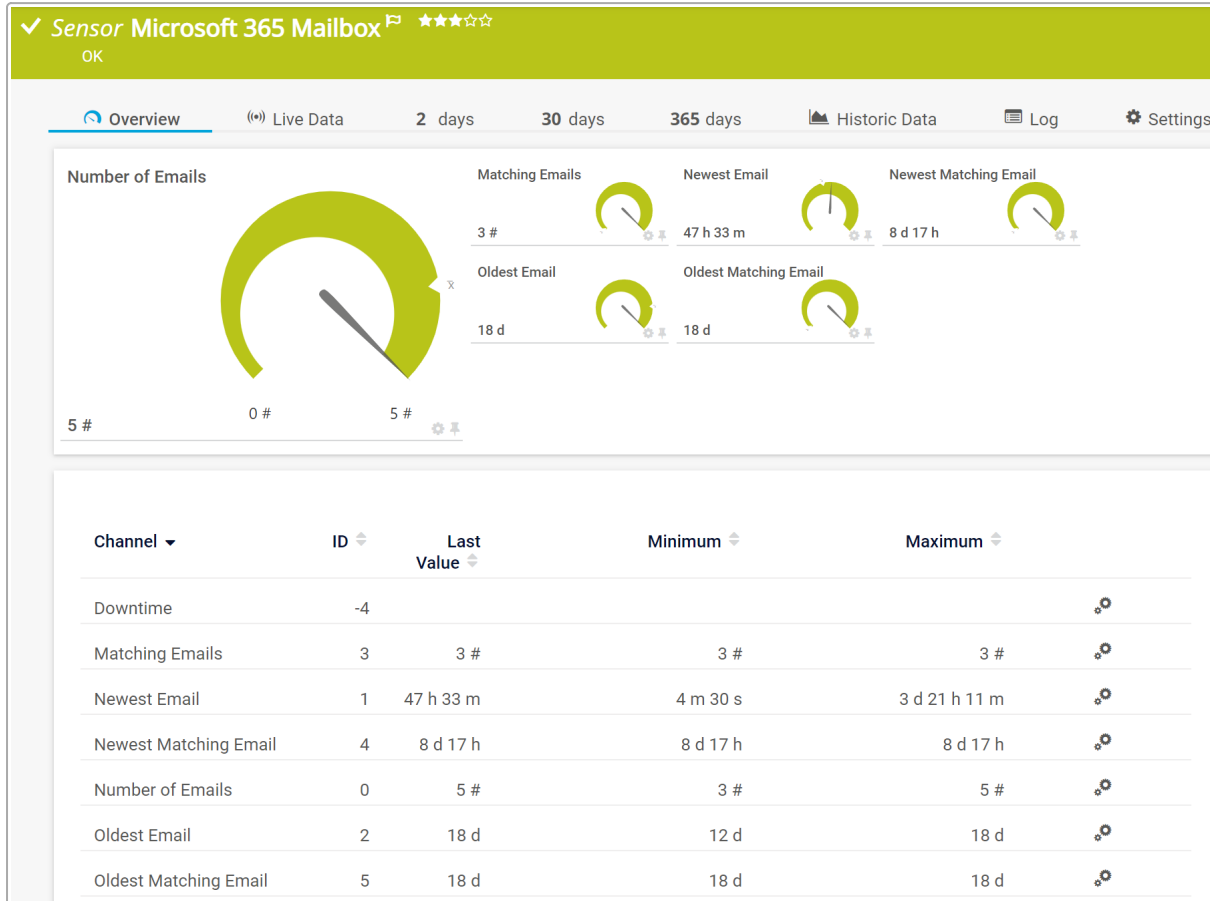 Sensor Microsoft 365 Mailbox
OK
Overview Live Data 2 days 30 days 365 days Historic Data Log Settings
Number of Emails
0 #
5 #
5 #
Matching Emails
3 #
Newest Email
47 h 33 m
Newest Matching Email
8 d 17 h
Oldest Email
18 d
Oldest Matching Email
18 d
Channel ID Last Value Minimum Maximum
Downtime -4
Matching Emails 3 3 # 3 # 3 #
Newest Email 1 47 h 33 m 4 m 30 s 3 d 21 h 11 m
Newest Matching Email 4 8 d 17 h 8 d 17 h 8 d 17 h
Number of Emails 0 5 # 3 # 5 #
Oldest Email 2 18 d 12 d 18 d
Oldest Matching Email 5 18 d 18 d 18 d